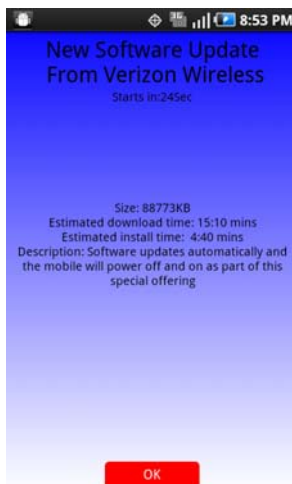 3G 8:53 PM
New Software Update
From Verizon Wireless
Starts in:24Sec
Size: 88773KB
Estimated download time: 15:10 mins
Estimated install time:  4:40 mins
Description: Software updates automatically and
the mobile will power off and on as part of this
special offering
OK